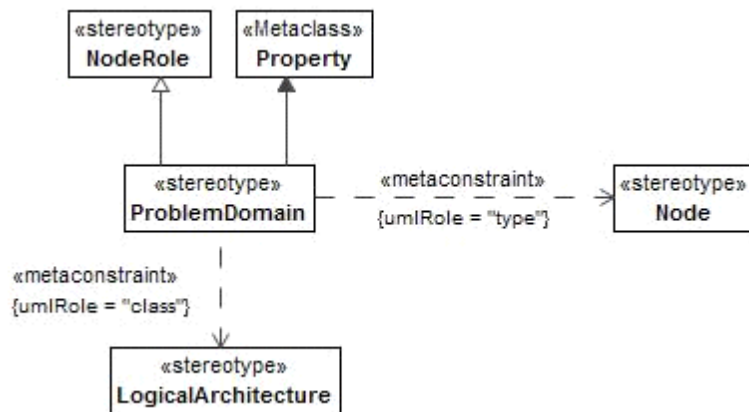 «stereotype»
NodeRole
«Metaclass»
Property
«stereotype»
ProblemDomain
«metaconstraint»
{umlRole = "type"}
«stereotype»
Node
«metaconstraint»
{umlRole = "class"}
«stereotype»
LogicalArchitecture